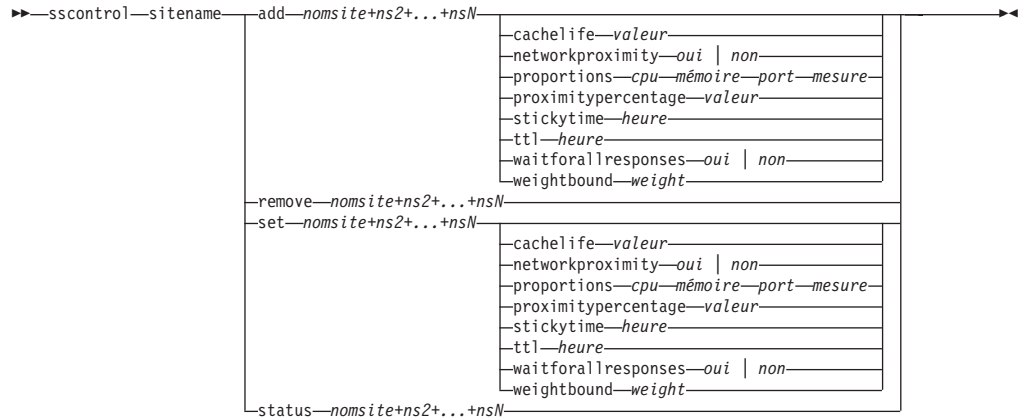 sscontrol sitename add nomsite+ns2+...+nsN
cachelife valeur
networkproximity oui | non
proportions cpu mémoire port mesure
proximitypercentage valeur
stickytime heure
ttl heure
waitforallresponses oui | non
weightbound weight
remove nomsite+ns2+...+nsN
set nomsite+ns2+...+nsN
cachelife valeur
networkproximity oui | non
proportions cpu mémoire port mesure
proximitypercentage valeur
stickytime heure
ttl heure
waitforallresponses oui | non
weightbound weight
status nomsite+ns2+...+nsN